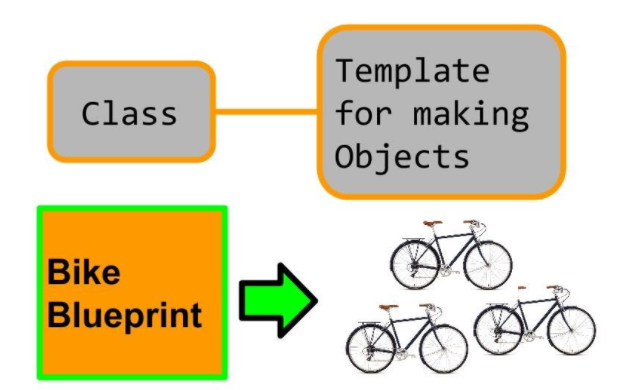 Class
Template
for making
Objects
Bike
Blueprint